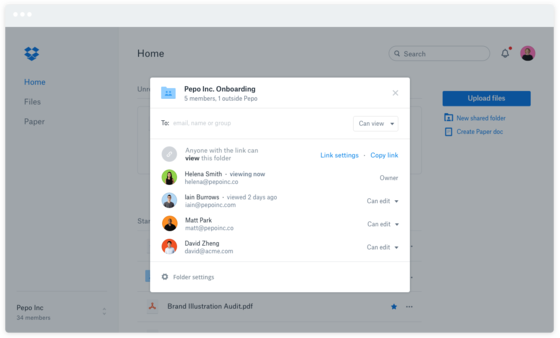 Home
Search
Home
Files
Paper
Upload files
New shared folder
Create Paper doc
Pepo Inc. Onboarding
5 members, 1 outside Pepo
To: email, name or group
Can view
Anyone with the link can
view this folder
Link settings · Copy link
Helena Smith · viewing now
helena@pepoinc.co
Owner
Iain Burrows · viewed 2 days ago
iain@pepoinc.com
Can edit
Matt Park
matt@pepoinc.co
Can edit
David Zheng
david@acme.com
Can edit
Folder settings
Brand Illustration Audit.pdf
Pepo Inc
34 members